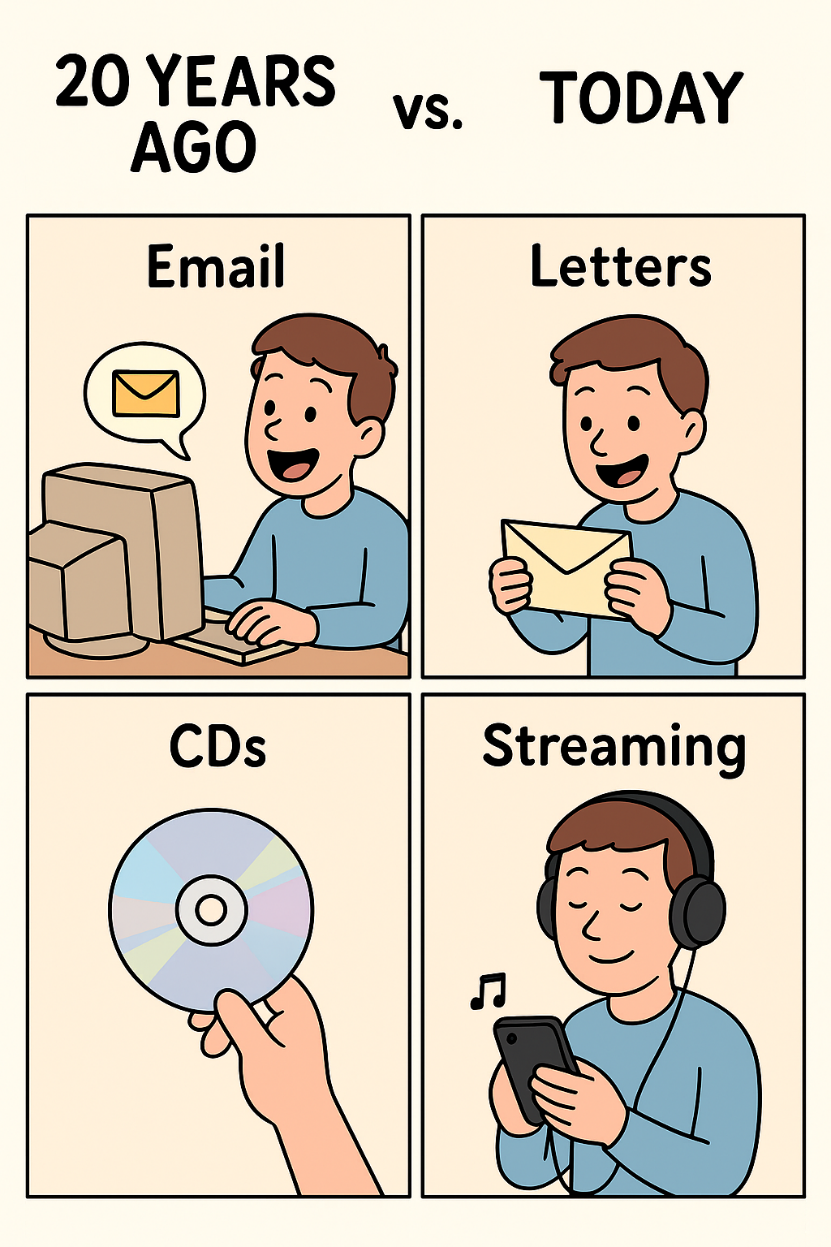 20 YEARS
AGO
vs.
TODAY
Email
Letters
CDs
Streaming